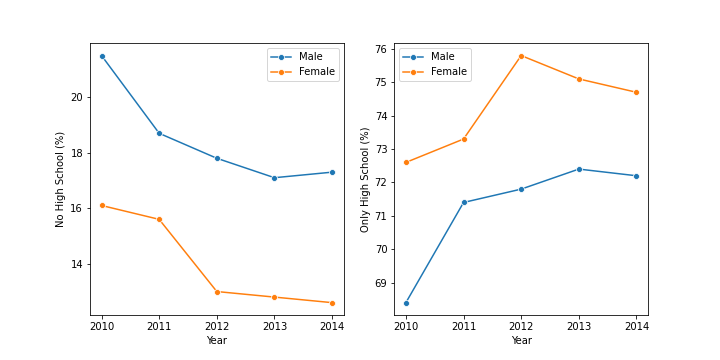 No High School (%)
20
18
16
14
2010 2011 2012 2013 2014
Year
Male
Female
Only High School (%)
76
75
74
73
72
71
70
69
2010 2011 2012 2013 2014
Year
Male
Female